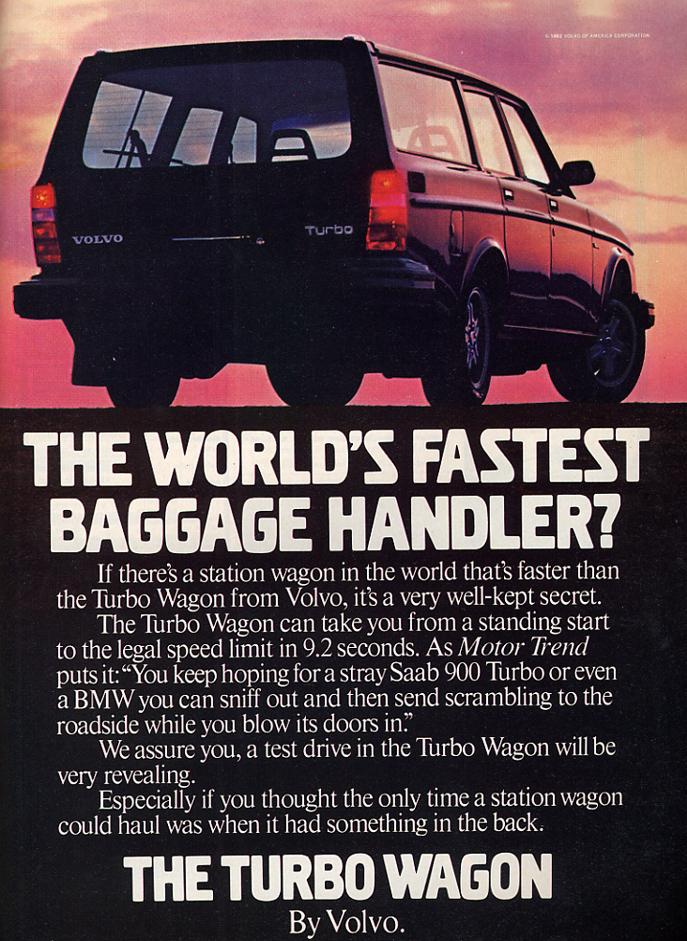 © 1982 VOLVO OF AMERICA CORPORATION
VOLVO
Turbo
THE WORLD'S FASTEST
BAGGAGE HANDLER?
If there's a station wagon in the world that's faster than
the Turbo Wagon from Volvo, it's a very well-kept secret.
The Turbo Wagon can take you from a standing start
to the legal speed limit in 9.2 seconds. As Motor Trend
puts it: “You keep hoping for a stray Saab 900 Turbo or even
a BMW you can sniff out and then send scrambling to the
roadside while you blow its doors in.”
We assure you, a test drive in the Turbo Wagon will be
very revealing.
Especially if you thought the only time a station wagon
could haul was when it had something in the back.
THE TURBO WAGON
By Volvo.